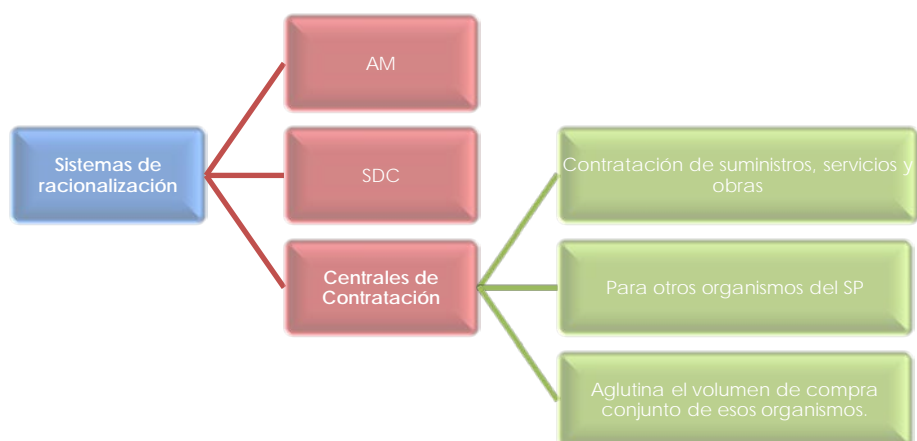 AM
Sistemas de
racionalización
SDC
Centrales de
Contratación
Contratación de suministros, servicios y
obras
Para otros organismos del SP
Aglutina el volumen de compra
conjunto de esos organismos.